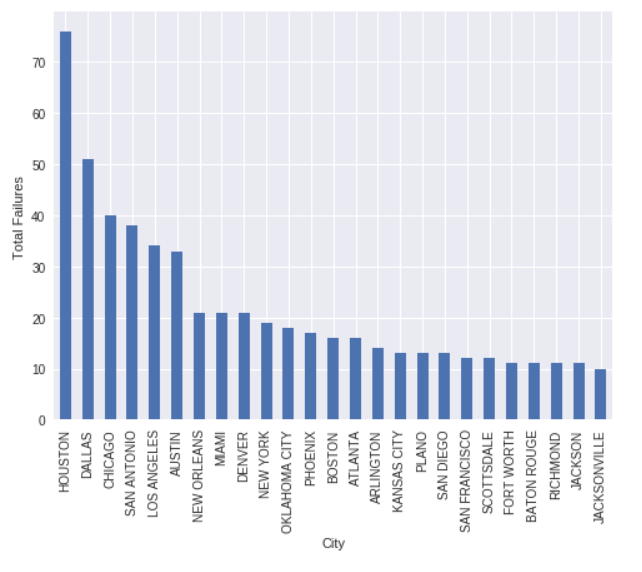 Total Failures
70
60
50
40
30
20
10
0
HOUSTON
DALLAS
CHICAGO
SAN ANTONIO
LOS ANGELES
AUSTIN
NEW ORLEANS
MIAMI
DENVER
NEW YORK
OKLAHOMA CITY
PHOENIX
BOSTON
ATLANTA
ARLINGTON
KANSAS CITY
PLANO
SAN DIEGO
SAN FRANCISCO
SCOTTSDALE
FORT WORTH
BATON ROUGE
RICHMOND
JACKSON
JACKSONVILLE
City